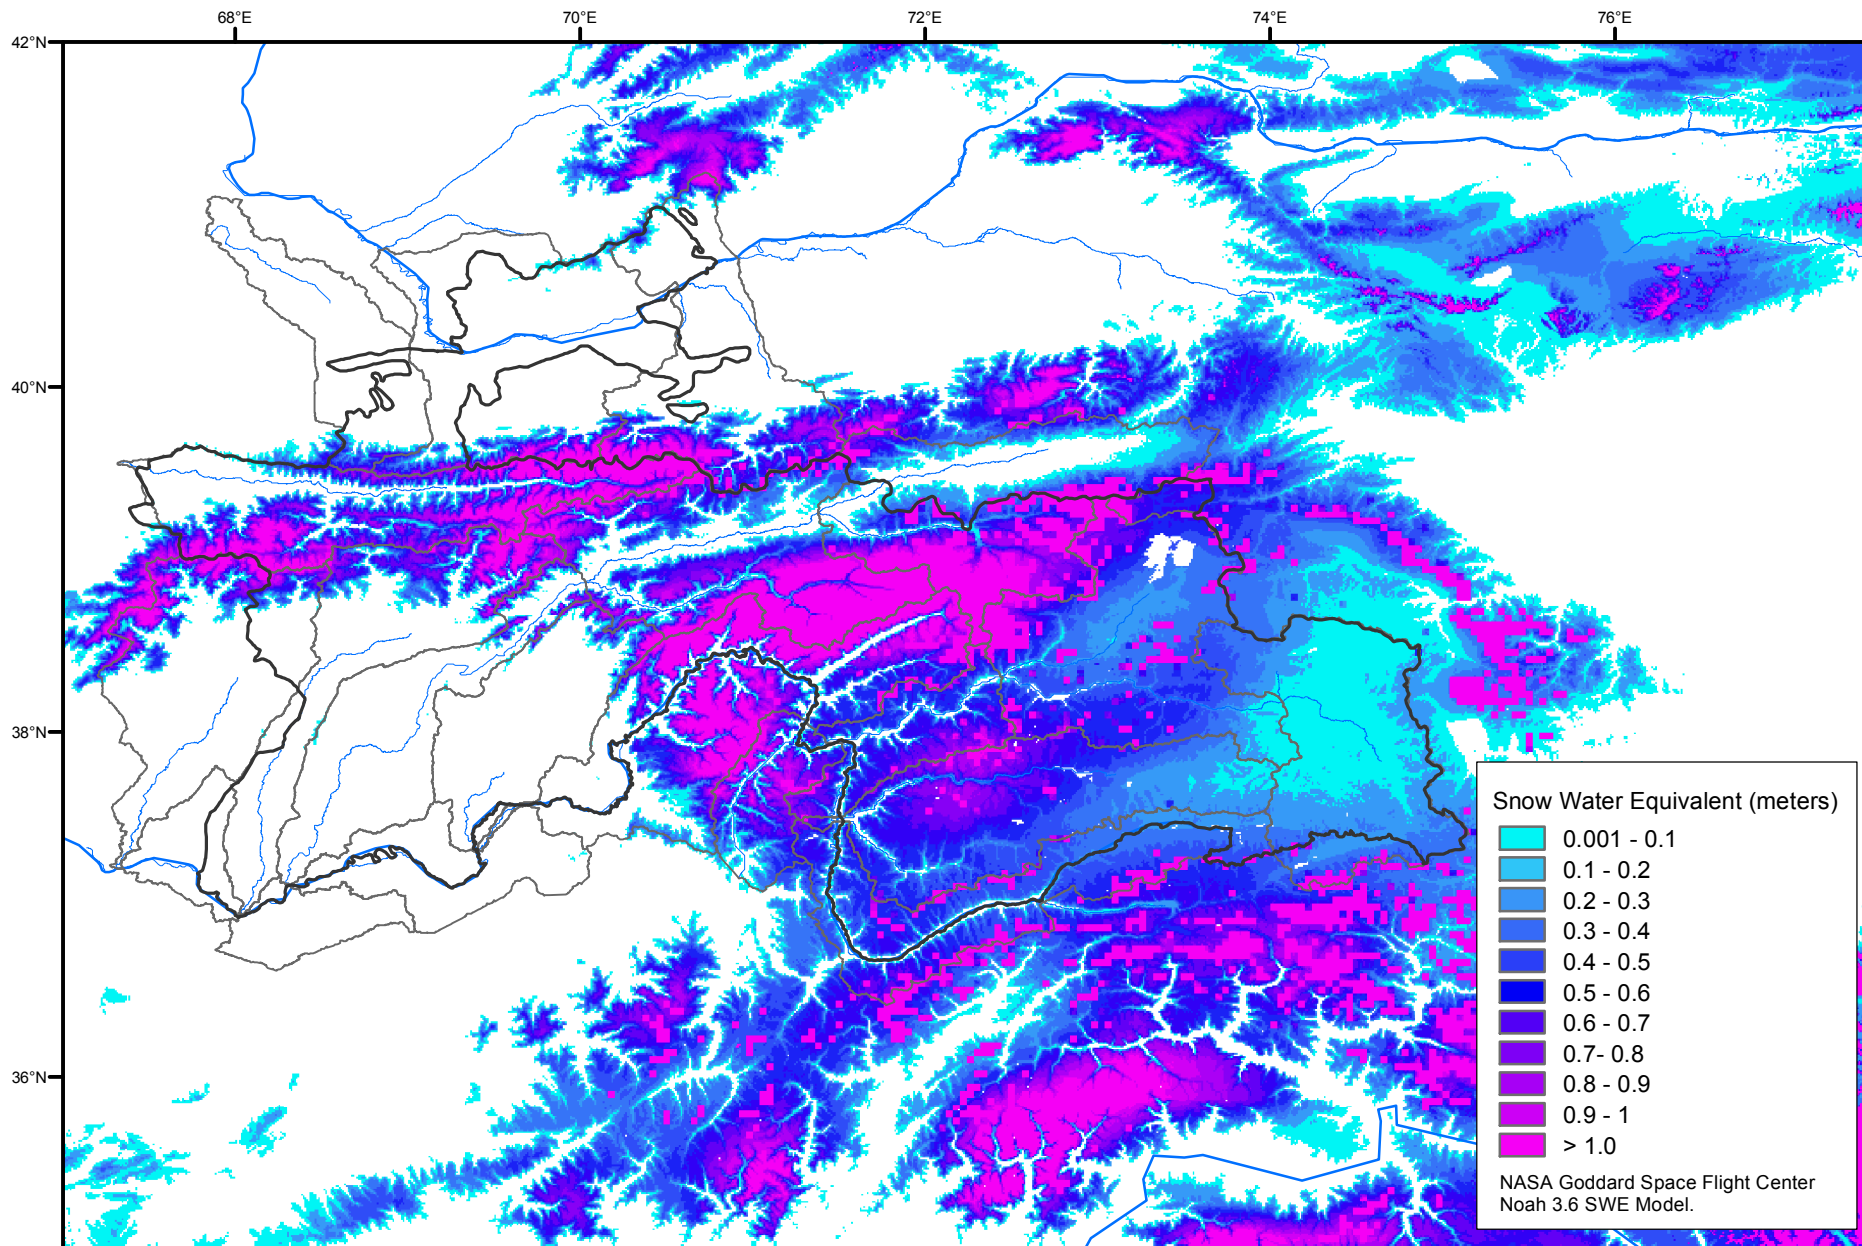 68°E
70°E
72°E
74°E
76°E
42°N
40°N
38°N
36°N
Snow Water Equivalent (meters)
0.001 - 0.1
0.1 - 0.2
0.2 - 0.3
0.3 - 0.4
0.4 - 0.5
0.5 - 0.6
0.6 - 0.7
0.7- 0.8
0.8 - 0.9
0.9 - 1
> 1.0
NASA Goddard Space Flight Center
Noah 3.6 SWE Model.